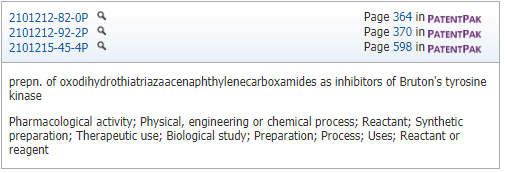 2101212-82-0P Page 364 in PATENTPAK
2101212-92-2P Page 370 in PATENTPAK
2101215-45-4P Page 598 in PATENTPAK
prepn. of oxodihydrothiatriazaacenaphthylenecarboxamides as inhibitors of Bruton's tyrosine
kinase
Pharmacological activity; Physical, engineering or chemical process; Reactant; Synthetic
preparation; Therapeutic use; Biological study; Preparation; Process; Uses; Reactant or
reagent